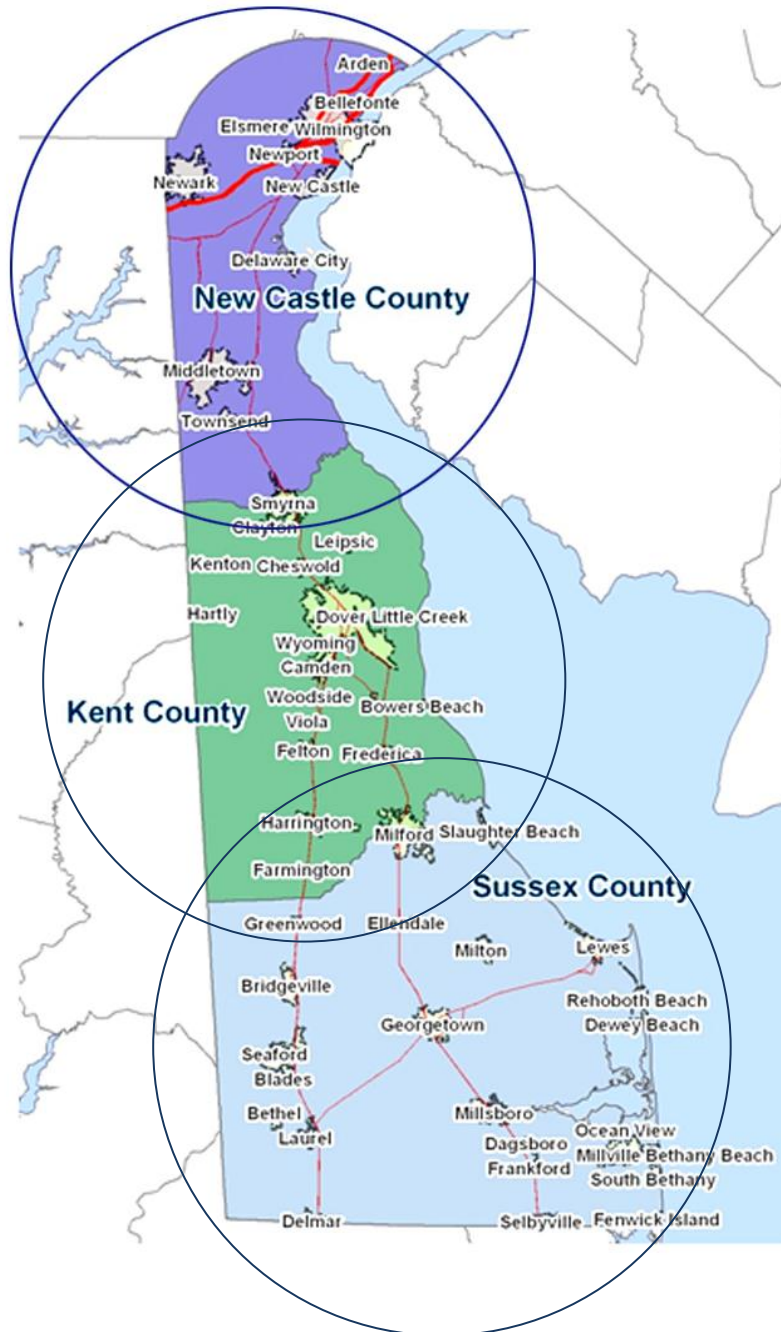 Arden
Bellefonte
Elsmere Wilmington
Newport
Newark
New Castle
Delaware City
New Castle County
Middletown
Townsend
Smyrna
Clayton
Leipsic
Kenton Cheswold
Hartly
Dover Little Creek
Wyoming
Camden
Woodside
Bowers Beach
Kent County
Viola
Felton
Frederica
Harrington
Milford
Slaughter Beach
Farmington
Sussex County
Greenwood
Ellendale
Milton
Lewes
Bridgeville
Rehoboth Beach
Georgetown
Dewey Beach
Seaford
Blades
Bethel
Millsboro
Laurel
Ocean View
Dagsboro
Millville Bethany Beach
Frankford
South Bethany
Delmar
Selbyville
Fenwick Island